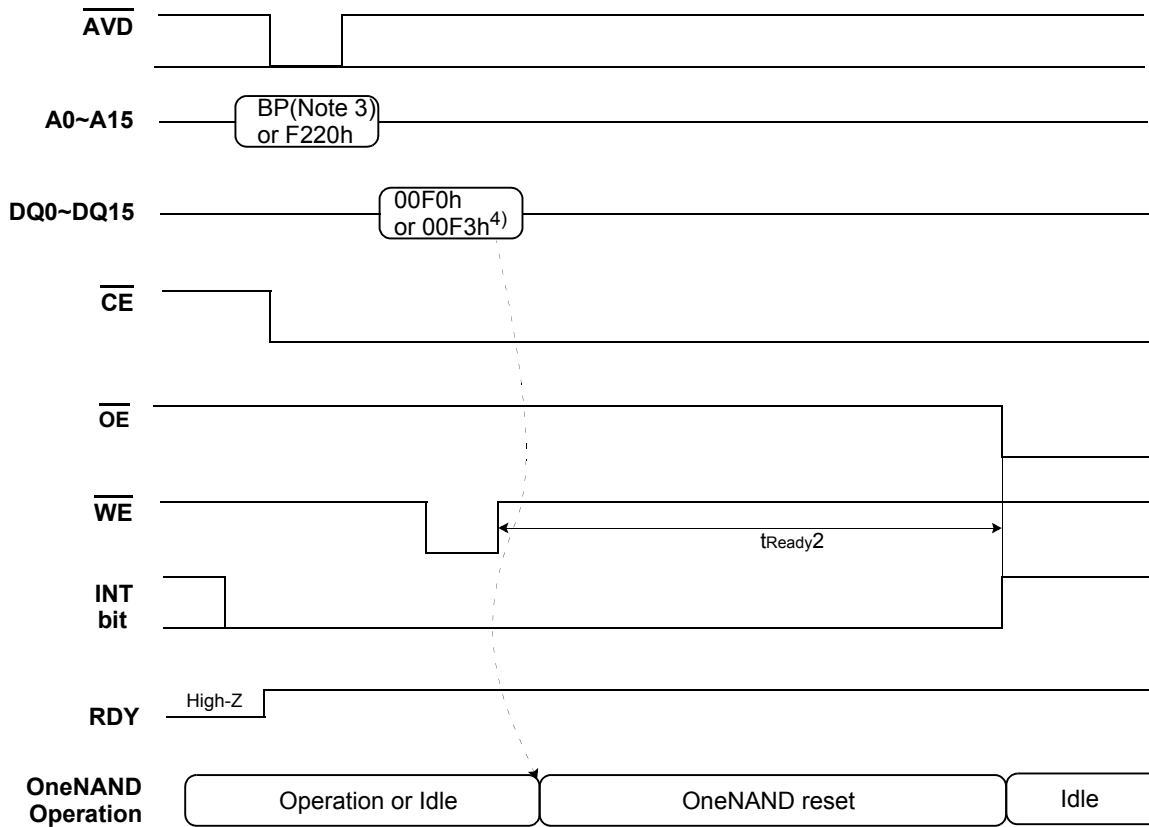 AVD
A0~A15
BP(Note 3)
or F220h
DQ0~DQ15
00F0h
or 00F3h4)
CE
OE
WE
tReady2
INT
bit
High-Z
RDY
OneNAND
Operation
Operation or Idle
OneNAND reset
Idle